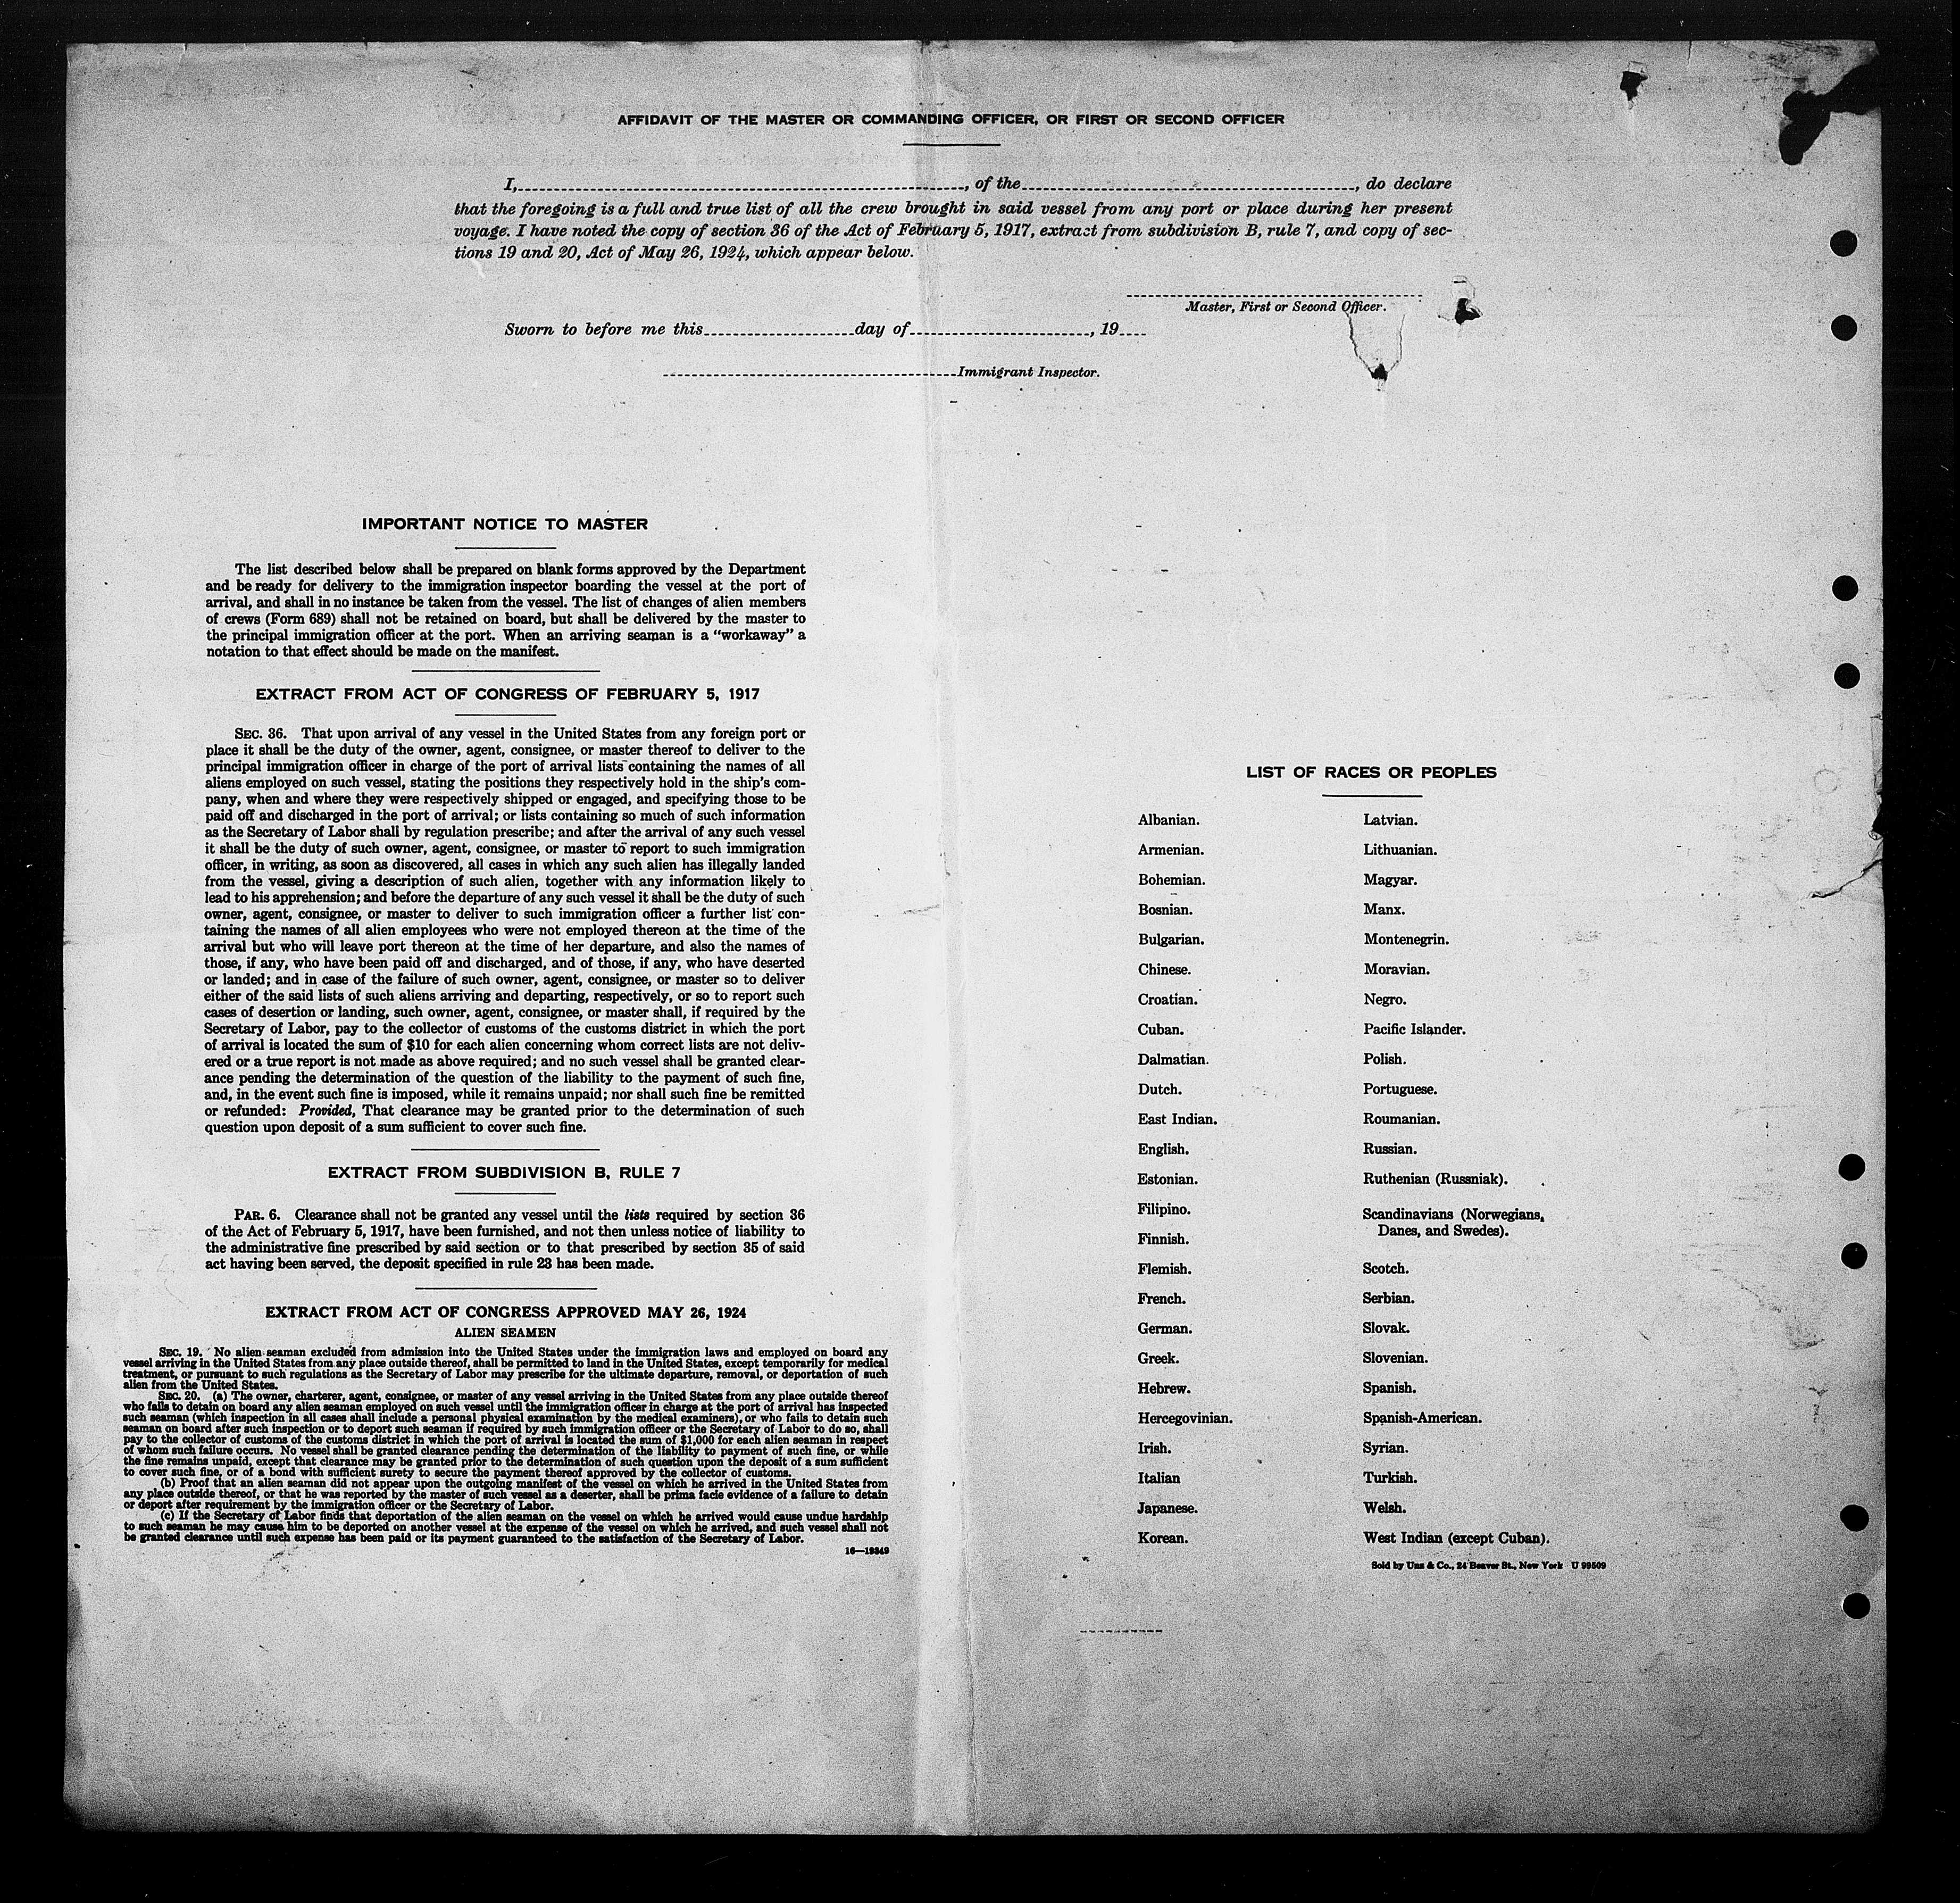 AFFIDAVIT OF THE MASTER OR COMMANDING OFFICER, OR FIRST OR SECOND OFFICER
I, , of the , do declare
that the foregoing is a full and true list of all the crew brought in said vessel from any port or place during her present
voyage. I have noted the copy of section 36 of the Act of February 5, 1917, extract from subdivision B, rule 7, and copy of sec-
tions 19 and 20, Act of May 26, 1924, which appear below.
Master, First or Second Officer.
Sworn to before me this day of , 19
Immigrant Inspector.
IMPORTANT NOTICE TO MASTER
The list described below shall be prepared on blank forms approved by the Department
and be ready for delivery to the immigration inspector boarding the vessel at the port of
arrival, and shall in no instance be taken from the vessel. The list of changes of alien members
of crews (Form 689) shall not be retained on board, but shall be delivered by the master to
the principal immigration officer at the port. When an arriving seaman is a "workaway" a
notation to that effect should be made on the manifest.
EXTRACT FROM ACT OF CONGRESS OF FEBRUARY 5, 1917
SEC. 36. That upon arrival of any vessel in the United States from any foreign port or
place it shall be the duty of the owner, agent, consignee, or master thereof to deliver to the
principal immigration officer in charge of the port of arrival lists containing the names of all
aliens employed on such vessel, stating the positions they respectively hold in the ship's com-
pany, when and where they were respectively shipped or engaged, and specifying those to be
paid off and discharged in the port of arrival; or lists containing so much of such information
as the Secretary of Labor shall by regulation prescribe; and after the arrival of any such vessel
it shall be the duty of such owner, agent, consignee, or master to report to such immigration
officer, in writing, as soon as discovered, all cases in which any such alien has illegally landed
from the vessel, giving a description of such alien, together with any information likely to
lead to his apprehension; and before the departure of any such vessel it shall be the duty of such
owner, agent, consignee, or master to deliver to such immigration officer a further list con-
taining the names of all alien employees who were not employed thereon at the time of the
arrival but who will leave port thereon at the time of her departure, and also the names of
those, if any, who have been paid off and discharged, and of those, if any, who have deserted
or landed; and in case of the failure of such owner, agent, consignee, or master so to deliver
either of the said lists of such aliens arriving and departing, respectively, or so to report such
cases of desertion or landing, such owner, agent, consignee, or master shall, if required by the
Secretary of Labor, pay to the collector of customs of the customs district in which the port
of arrival is located the sum of $10 for each alien concerning whom correct lists are not deliv-
ered or a true report is not made as above required; and no such vessel shall be granted clear-
ance pending the determination of the question of the liability to the payment of such fine,
and, in the event such fine is imposed, while it remains unpaid; nor shall such fine be remitted
or refunded: Provided, That clearance may be granted prior to the determination of such
question upon deposit of a sum sufficient to cover such fine.
EXTRACT FROM SUBDIVISION B, RULE 7
PAR. 6. Clearance shall not be granted any vessel until the lists required by section 36
of the Act of February 5, 1917, have been furnished, and not then unless notice of liability to
the administrative fine prescribed by said section or to that prescribed by section 35 of said
act having been served, the deposit specified in rule 23 has been made.
EXTRACT FROM ACT OF CONGRESS APPROVED MAY 26, 1924
ALIEN SEAMEN
SEC. 19. No alien seaman excluded from admission into the United States under the immigration laws and employed on board any
vessel arriving in the United States from any place outside thereof, shall be permitted to land in the United States, except temporarily for medical
treatment, or pursuant to such regulations as the Secretary of Labor may prescribe for the ultimate departure, removal, or deportation of such
alien from the United States.
SEC. 20. (a) The owner, charterer, agent, consignee, or master of any vessel arriving in the United States from any place outside thereof
who fails to detain on board any alien seaman employed on such vessel until the immigration officer in charge at the port of arrival has inspected
such seaman (which inspection in all cases shall include a personal physical examination by the medical examiners), or who fails to detain such
seaman on board after such inspection or to deport such seaman if required by such immigration officer or the Secretary of Labor to do so, shall
pay to the collector of customs of the customs district in which the port of arrival is located the sum of $1,000 for each alien seaman in respect
of whom such failure occurs. No vessel shall be granted clearance pending the determination of the liability to payment of such fine, or while
the fine remains unpaid, except that clearance may be granted prior to the determination of such question upon the deposit of a sum sufficient
to cover such fine, or of a bond with sufficient surety to secure the payment thereof approved by the collector of customs.
(b) Proof that an alien seaman did not appear upon the outgoing manifest of the vessel on which he arrived in the United States from
any place outside thereof, or that he was reported by the master of such vessel as a deserter, shall be prima facie evidence of a failure to detain
or deport after requirement by the immigration officer or the Secretary of Labor.
(c) If the Secretary of Labor finds that deportation of the alien seaman on the vessel on which he arrived would cause undue hardship
to such seaman he may cause him to be deported on another vessel at the expense of the vessel on which he arrived, and such vessel shall not
be granted clearance until such expense has been paid or its payment guaranteed to the satisfaction of the Secretary of Labor.
16—19349
LIST OF RACES OR PEOPLES
Albanian.
Armenian.
Bohemian.
Bosnian.
Bulgarian.
Chinese.
Croatian.
Cuban.
Dalmatian.
Dutch.
East Indian.
English.
Estonian.
Filipino.
Finnish.
Flemish.
French.
German.
Greek.
Hebrew.
Hercegovinian.
Irish.
Italian
Japanese.
Korean.
Latvian.
Lithuanian.
Magyar.
Manx.
Montenegrin.
Moravian.
Negro.
Pacific Islander.
Polish.
Portuguese.
Roumanian.
Russian.
Ruthenian (Russniak).
Scandinavians (Norwegians,
Danes, and Swedes).
Scotch.
Serbian.
Slovak.
Slovenian.
Spanish.
Spanish-American.
Syrian.
Turkish.
Welsh.
West Indian (except Cuban).
Sold by Unz & Co., 24 Beaver St., New York U 99509